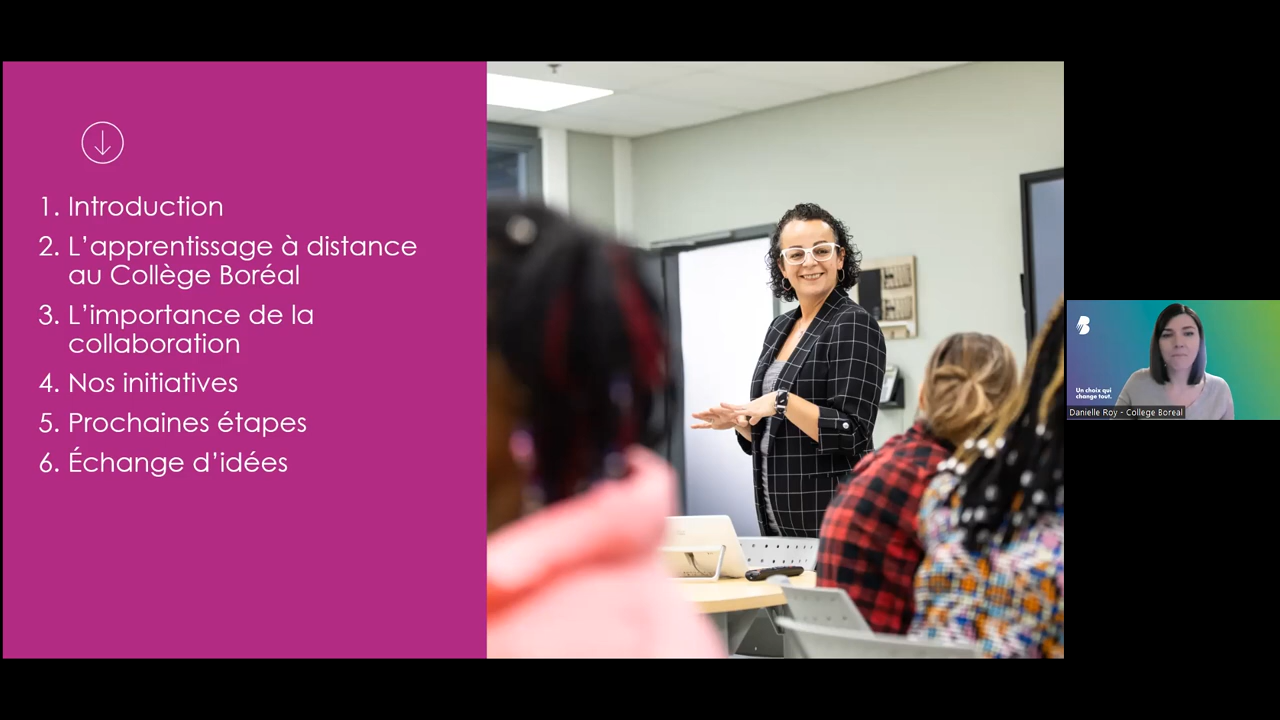 1. Introduction
2. L’apprentissage à distance
au Collège Boréal
3. L’importance de la
collaboration
4. Nos initiatives
5. Prochaines étapes
6. Échange d’idées
Un choix qui
change tout.
Danielle Roy - College Boreal